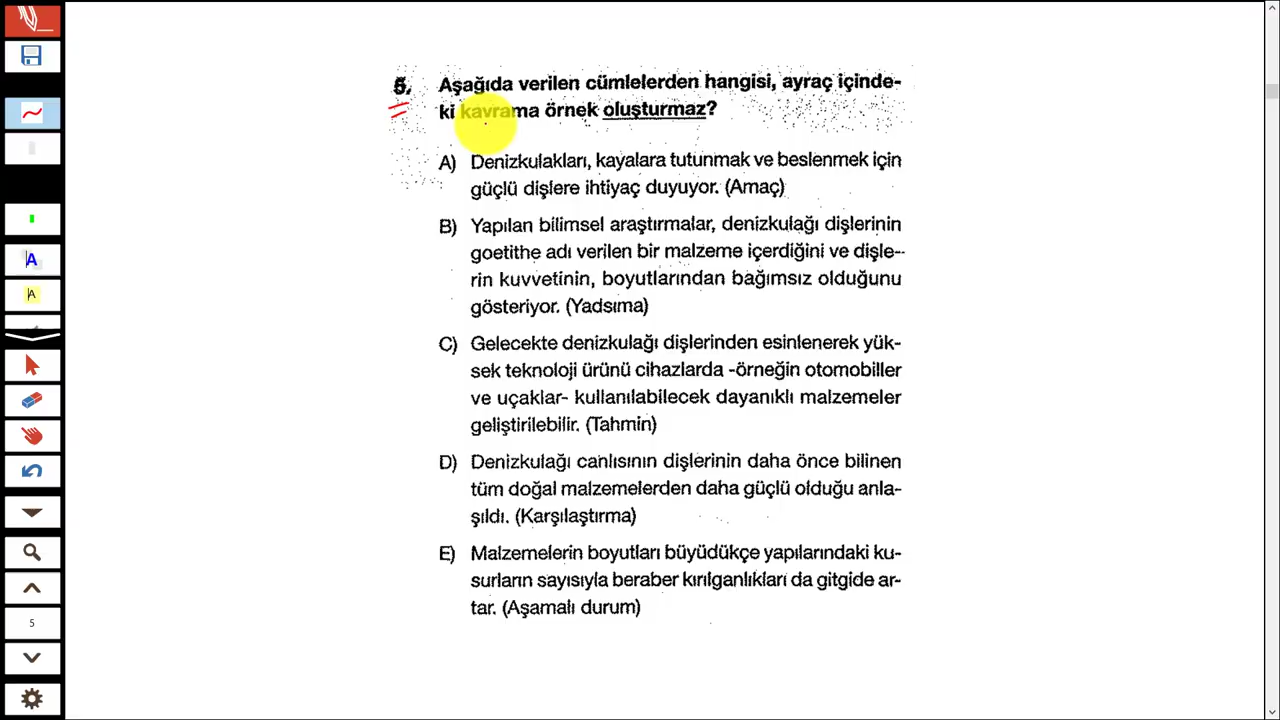 5. Aşağıda verilen cümlelerden hangisi, ayraç içinde-
ki kavrama örnek oluşturmaz?
A) Denizkulakları, kayalara tutunmak ve beslenmek için
güçlü dişlere ihtiyaç duyuyor. (Amaç)
B) Yapılan bilimsel araştırmalar, denizkulağı dişlerinin
goetithe adı verilen bir malzeme içerdiğini ve dişle-
rin kuvvetinin, boyutlarından bağımsız olduğunu
gösteriyor. (Yadsıma)
C) Gelecekte denizkulağı dişlerinden esinlenerek yük-
sek teknoloji ürünü cihazlarda -örneğin otomobiller
ve uçaklar- kullanılabilecek dayanıklı malzemeler
geliştirilebilir. (Tahmin)
D) Denizkulağı canlısının dişlerinin daha önce bilinen
tüm doğal malzemelerden daha güçlü olduğu anla-
şıldı. (Karşılaştırma)
E) Malzemelerin boyutları büyüdükçe yapılarındaki ku-
surların sayısıyla beraber kırılganlıkları da gitgide ar-
tar. (Aşamalı durum)
A
A
5